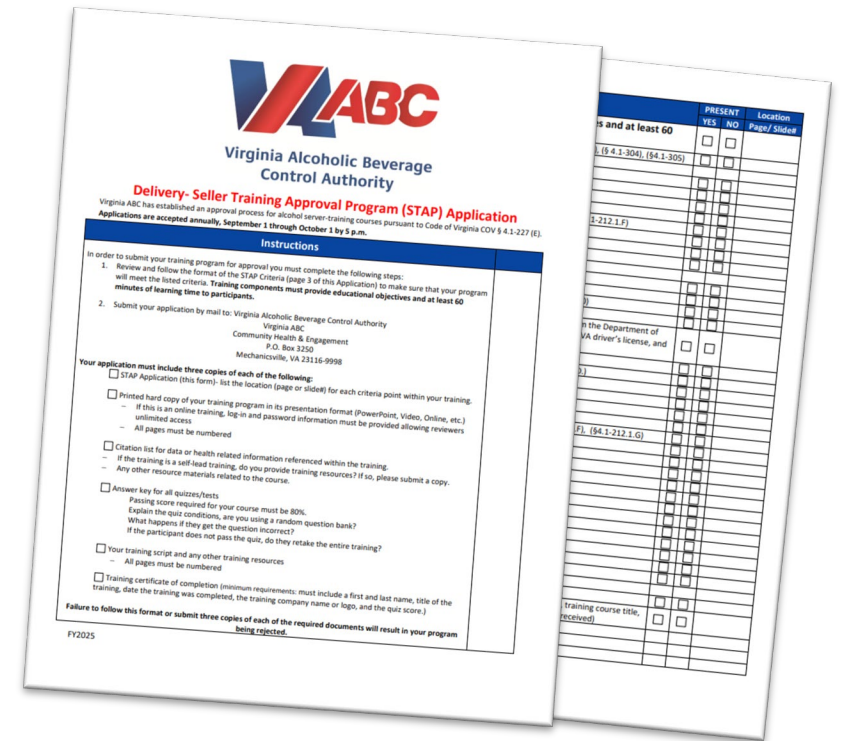 VA ABC
Virginia Alcoholic Beverage
Control Authority
Delivery- Seller Training Approval Program (STAP) Application
Virginia ABC has established an approval process for alcohol server-training courses pursuant to Code of Virginia COV § 4.1-227 (E).
Applications are accepted annually, September 1 through October 1 by 5 p.m.
Instructions
In order to submit your training program for approval you must complete the following steps:
1. Review and follow the format of the STAP Criteria (page 3 of this Application) to make sure that your program
will meet the listed criteria. Training components must provide educational objectives and at least 60
minutes of learning time to participants.
2. Submit your application by mail to: Virginia Alcoholic Beverage Control Authority
Virginia ABC
Community Health & Engagement
P.O. Box 3250
Mechanicsville, VA 23116-9998
Your application must include three copies of each of the following:
☐ STAP Application (this form)- list the location (page or slide#) for each criteria point within your training.
☐ Printed hard copy of your training program in its presentation format (PowerPoint, Video, Online, etc.)
– If this is an online training, log-in and password information must be provided allowing reviewers
unlimited access
– All pages must be numbered
☐ Citation list for data or health related information referenced within the training.
– If the training is a self-lead training, do you provide training resources? If so, please submit a copy.
– Any other resource materials related to the course.
☐ Answer key for all quizzes/tests
Passing score required for your course must be 80%.
Explain the quiz conditions, are you using a random question bank?
What happens if they get the question incorrect?
If the participant does not pass the quiz, do they retake the entire training?
☐ Your training script and any other training resources
– All pages must be numbered
☐ Training certificate of completion (minimum requirements: must include a first and last name, title of the
training, date the training was completed, the training company name or logo, and the quiz score.)
Failure to follow this format or submit three copies of each of the required documents will result in your program
being rejected.
FY2025
PRESENT Location
YES NO Page/ Slide#
es and at least 60
, (§ 4.1-304), (§4.1-305)
1-212.1.F)
n the Department of
VA driver's license, and
.F), (§4.1-212.1.G)
, training course title,
received)